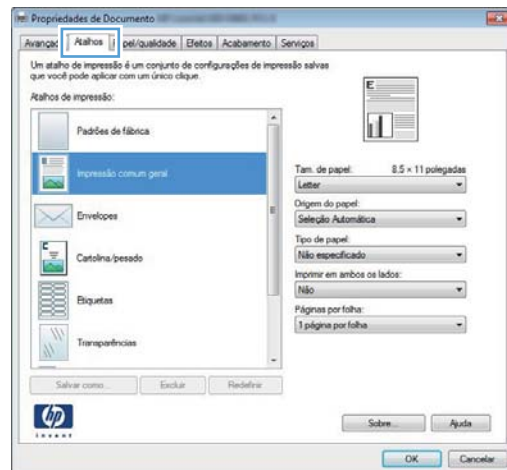 Propriedades de Documento
Avançado Atalhos pel/qualidade Efeitos Acabamento Serviços
Um atalho de impressão é um conjunto de configurações de impressão salvas
que você pode aplicar com um único clique.
Atalhos de impressão:
Padrões de fábrica
Impressão comum geral
Envelopes
Cartolina/pesado
Etiquetas
Transparências
Salvar como... Excluir Redefinir
E
Tam. de papel: 8.5 × 11 polegadas
Letter
Origem do papel:
Seleção Automática
Tipo de papel:
Não especificado
Imprimir em ambos os lados:
Não
Páginas por folha:
1 página por folha
hp
invent
Sobre... Ajuda
OK Cancelar